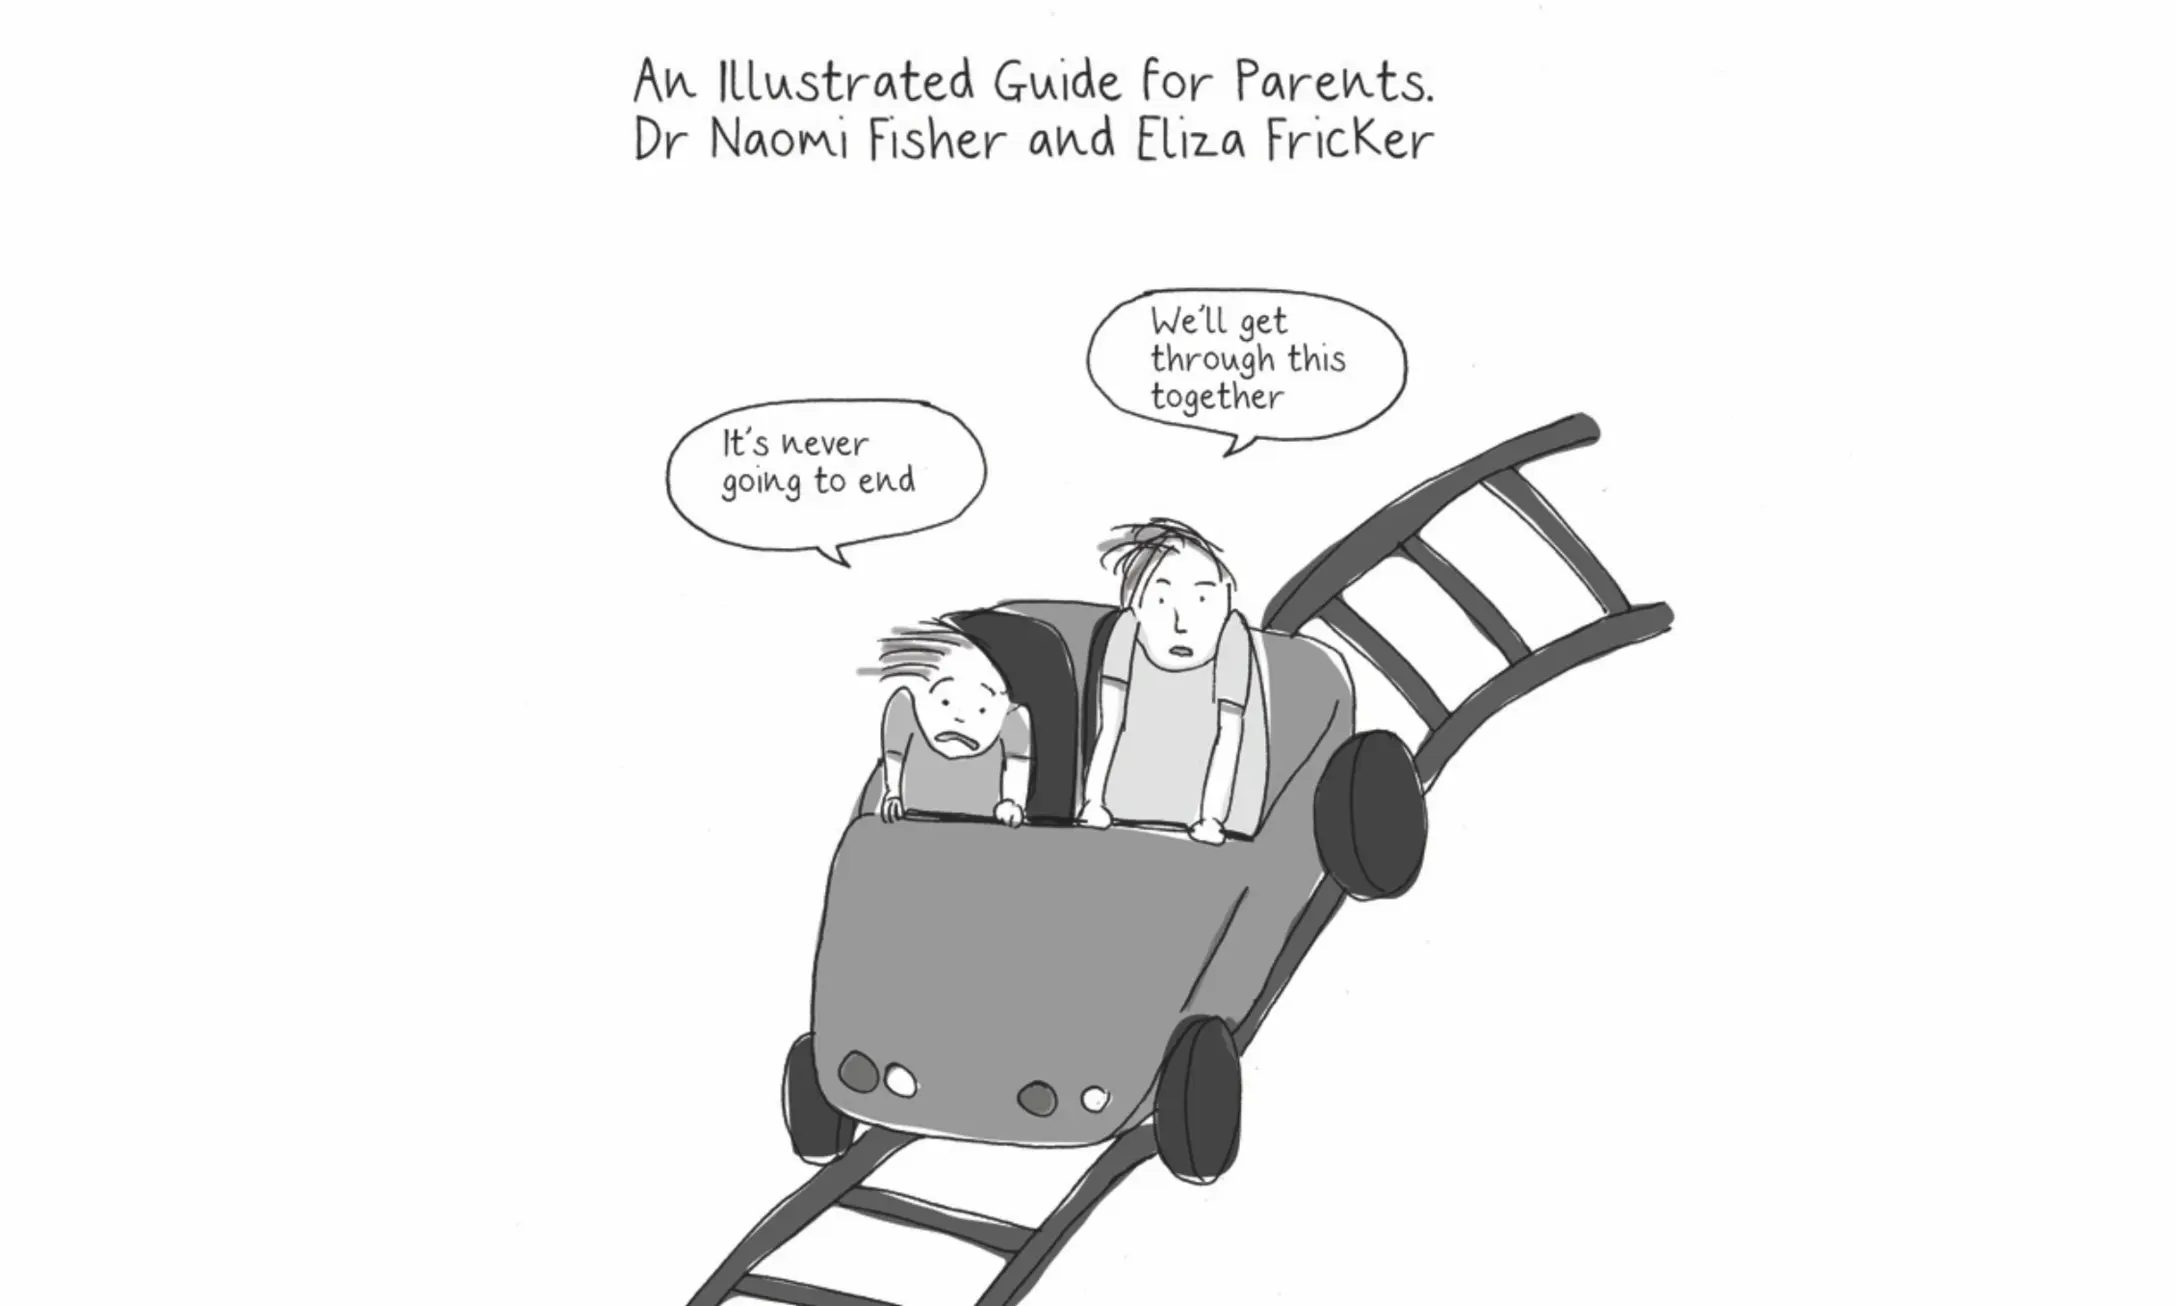 An Illustrated Guide for Parents.
Dr Naomi Fisher and Eliza Fricker
We'll get
through this
together
It's never
going to end